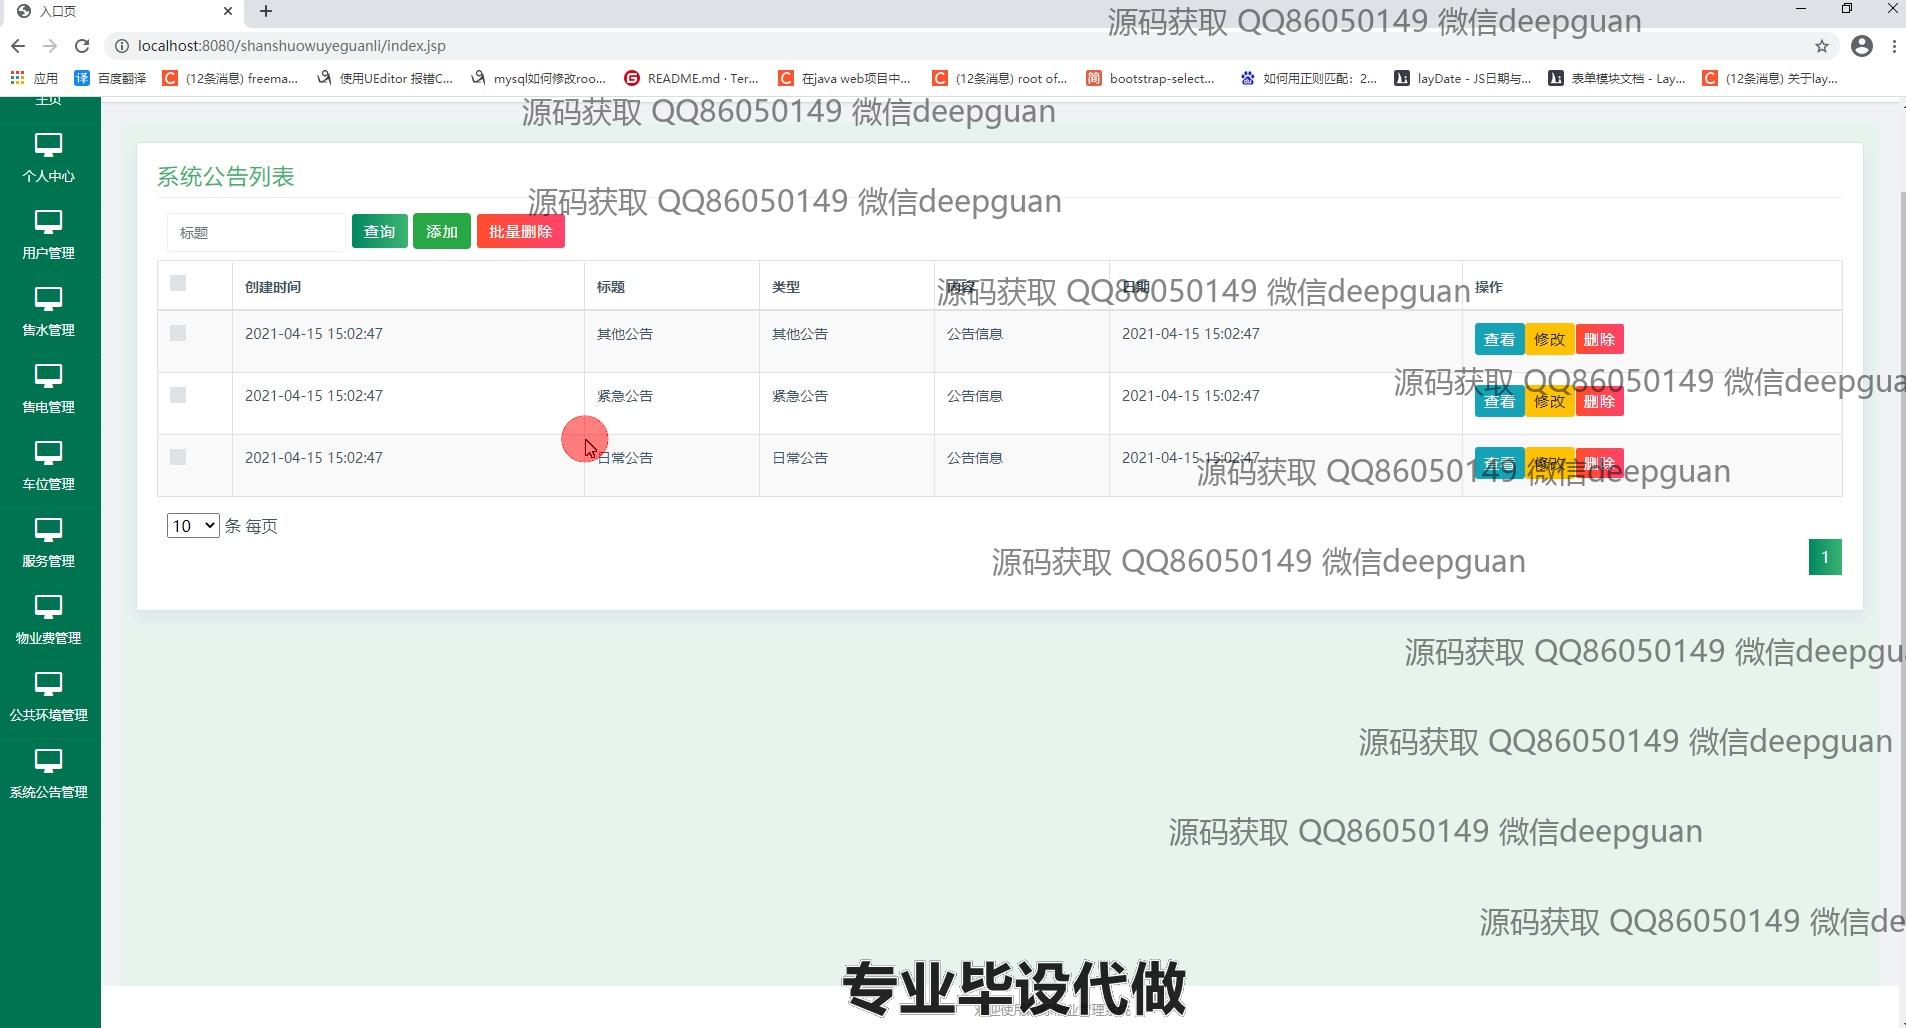 入口页
源码获取 QQ86050149 微信deepguan
localhost:8080/shanshuowuyeguanli/index.jsp
应用 百度翻译 (12条消息) freema... 使用UEditor 报错C... mysql如何修改roo... README.md · Ter... 在java web项目中... (12条消息) root of... bootstrap-select... 如何用正则匹配：2... layDate - JS日期与... 表单模块文档 - Lay... (12条消息) 关于lay...
主页
源码获取 QQ86050149 微信deepguan
个人中心
用户管理
售水管理
售电管理
车位管理
服务管理
物业费管理
公共环境管理
系统公告管理
系统公告列表
源码获取 QQ86050149 微信deepguan
标题 查询 添加 批量删除
创建时间 标题 类型 内容 日期 操作
源码获取 QQ86050149 微信deepguan
2021-04-15 15:02:47 其他公告 其他公告 公告信息 2021-04-15 15:02:47 查看 修改 删除
源码获取 QQ86050149 微信deepgua
2021-04-15 15:02:47 紧急公告 紧急公告 公告信息 2021-04-15 15:02:47 查看 修改 删除
2021-04-15 15:02:47 日常公告 日常公告 公告信息 2021-04-15 15:02:47 查看 修改 删除
源码获取 QQ86050149 微信deepguan
10 条 每页
源码获取 QQ86050149 微信deepguan
1
源码获取 QQ86050149 微信deepgu
源码获取 QQ86050149 微信deepguan
源码获取 QQ86050149 微信deepguan
源码获取 QQ86050149 微信de
专业毕设代做